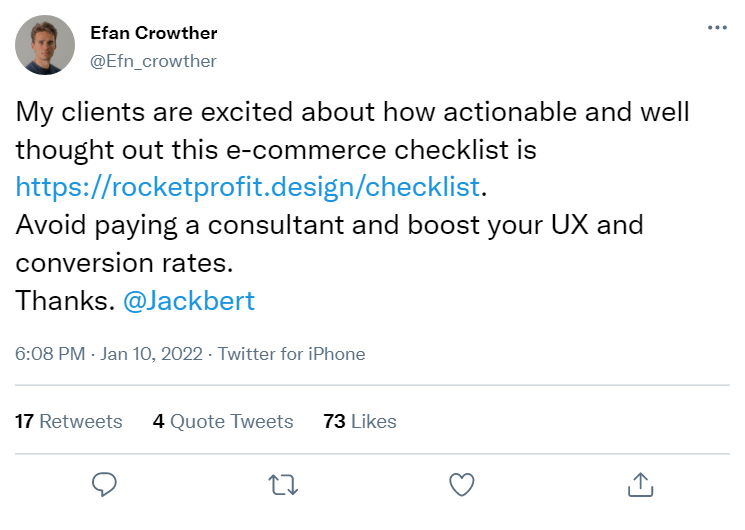 Efan Crowther
@Efn_crowther
My clients are excited about how actionable and well
thought out this e-commerce checklist is
https://rocketprofit.design/checklist.
Avoid paying a consultant and boost your UX and
conversion rates.
Thanks. @Jackbert
6:08 PM · Jan 10, 2022 · Twitter for iPhone
17 Retweets 4 Quote Tweets 73 Likes